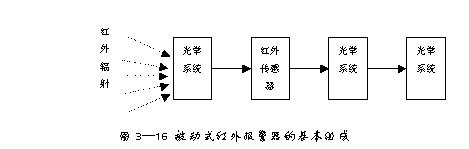 红
外
辐
射
光学
系统
红外
传感
器
光学
系统
光学
系统
图 3—16 被动式红外报警器的基本组成